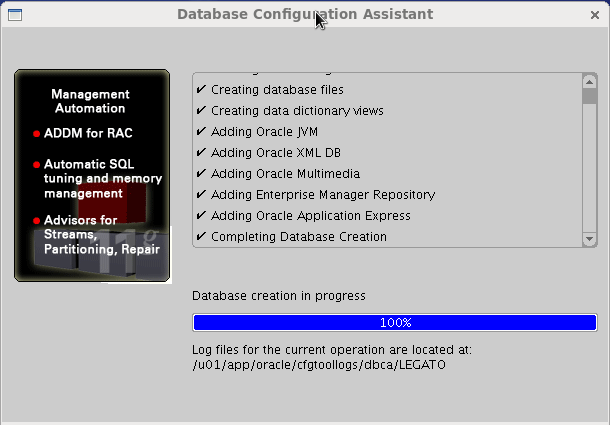 Database Configuration Assistant
Management
Automation
ADDM for RAC
Automatic SQL
tuning and memory
management
Advisors for
Streams,
Partitioning, Repair
11g
✔ Creating database files
✔ Creating data dictionary views
✔ Adding Oracle JVM
✔ Adding Oracle XML DB
✔ Adding Oracle Multimedia
✔ Adding Enterprise Manager Repository
✔ Adding Oracle Application Express
✔ Completing Database Creation
Database creation in progress
100%
Log files for the current operation are located at:
/u01/app/oracle/cfgtoollogs/dbca/LEGATO